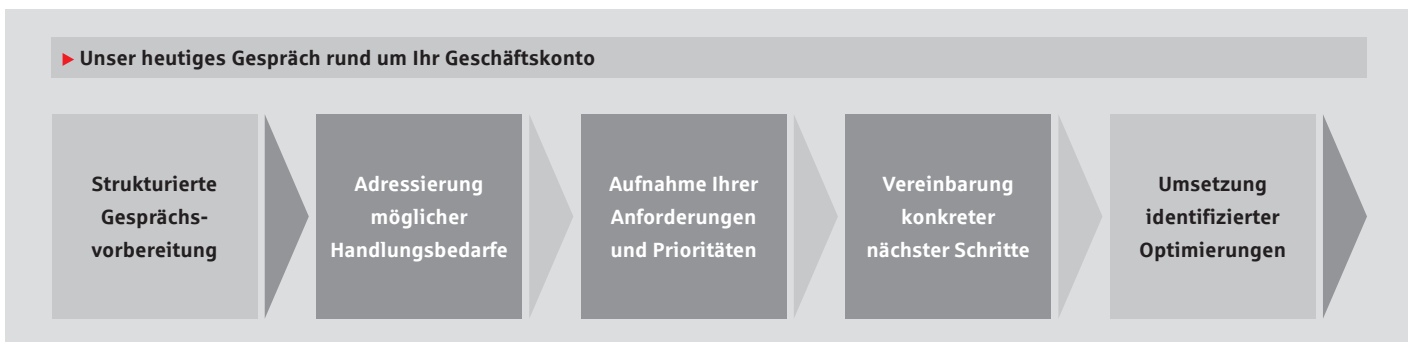 Unser heutiges Gespräch rund um Ihr Geschäftskonto
Strukturierte
Gesprächs-
vorbereitung
Adressierung
möglicher
Handlungsbedarfe
Aufnahme Ihrer
Anforderungen
und Prioritäten
Vereinbarung
konkreter
nächster Schritte
Umsetzung
identifizierter
Optimierungen